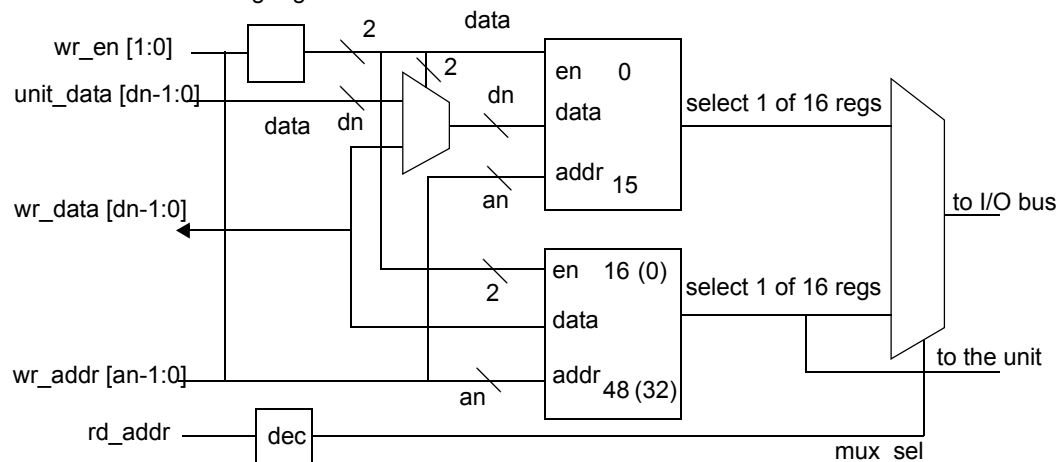 data
wr_en [1:0]
2
2
unit_data [dn-1:0]
data
dn
dn
en 0
data
addr 15
an
select 1 of 16 regs
wr_data [dn-1:0]
to I/O bus
en 16 (0)
2
data
addr 48 (32)
select 1 of 16 regs
to the unit
wr_addr [an-1:0]
an
rd_addr
dec
mux_sel